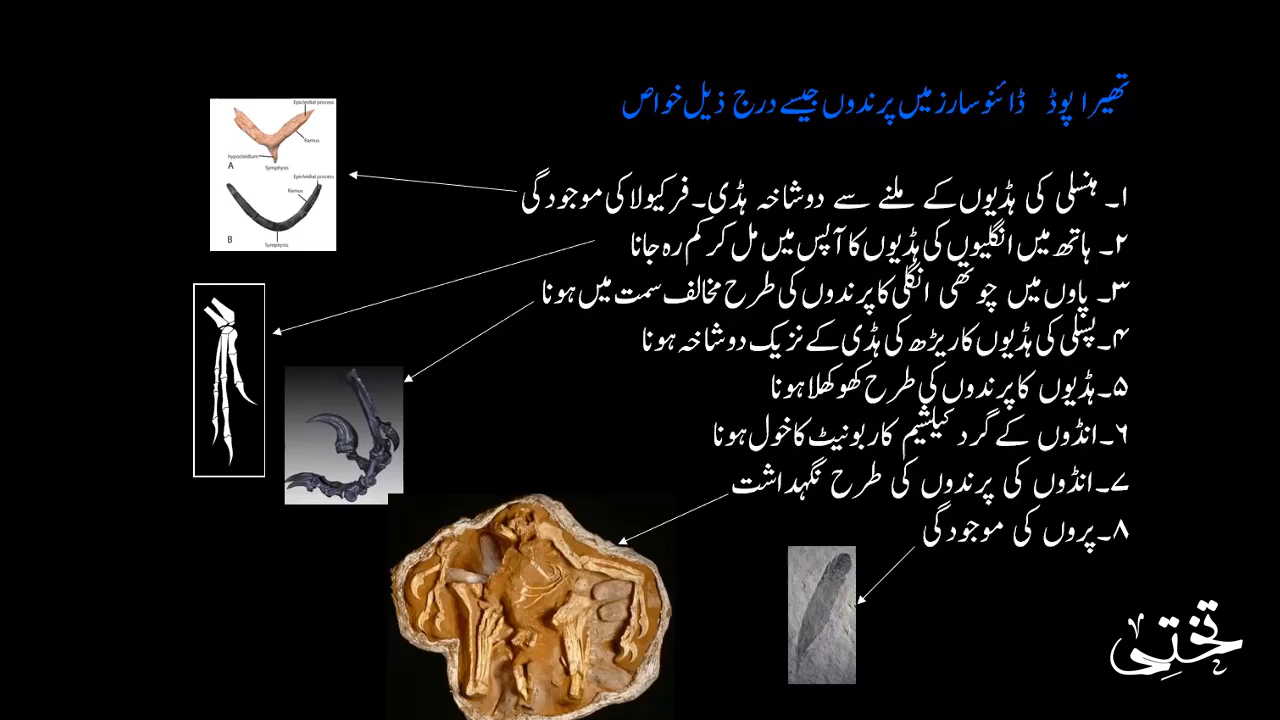 تھیراپوڈ ڈائنوسارز میں پرندوں جیسے درج ذیل خواص
۱۔ ہنسلی کی ہڈیوں کے ملنے سے دوشاخہ ہڈی۔فرکیولا کی موجودگی
۲۔ ہاتھ میں انگلیوں کی ہڈیوں کا آپس میں مل کر کم رہ جانا
۳۔ پاوں میں چوتھی انگلی کا پرندوں کی طرح مخالف سمت میں ہونا
۴۔پسلی کی ہڈیوں کا ریڑھ کی ہڈی کے نزیک دوشاخہ ہونا
۵۔ہڈیوں کا پرندوں کی طرح کھوکھلا ہونا
۶۔انڈوں کے گرد کیلشیم کاربونیٹ کا خول ہونا
۷۔انڈوں کی پرندوں کی طرح نگہداشت
۸۔پروں کی موجودگی
Epicleidial process
Ramus
hypocleidium
Symphysis
A
Epicleidial process
Ramus
B
Symphysis
تختی